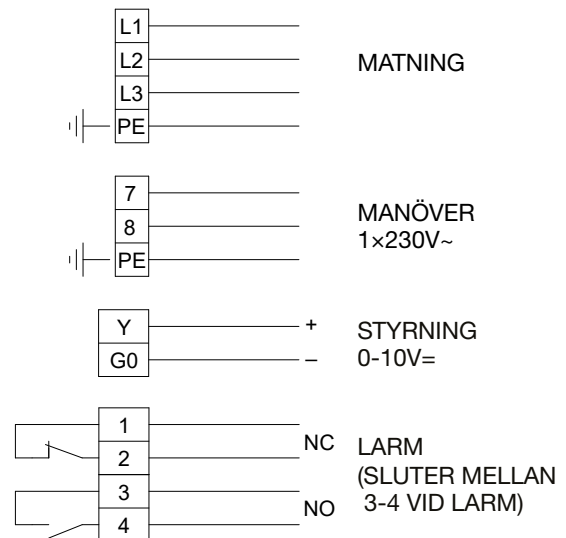 L1
L2
L3
PE
MATNING
7
8
PE
MANÖVER
1×230V~
Y
+
G0
–
STYRNING
0-10V=
1
2
NC
3
4
NO
LARM
(SLUTER MELLAN
3-4 VID LARM)